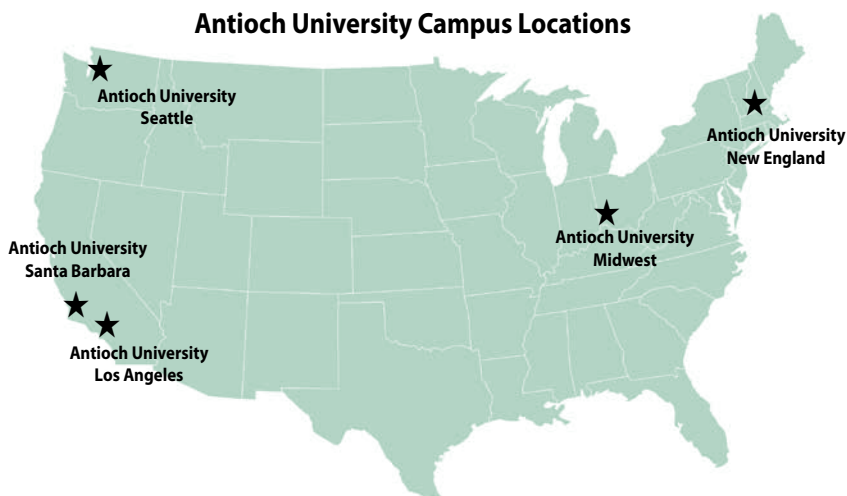 Antioch University Campus Locations
Antioch University
Seattle
Antioch University
New England
Antioch University
Midwest
Antioch University
Santa Barbara
Antioch University
Los Angeles